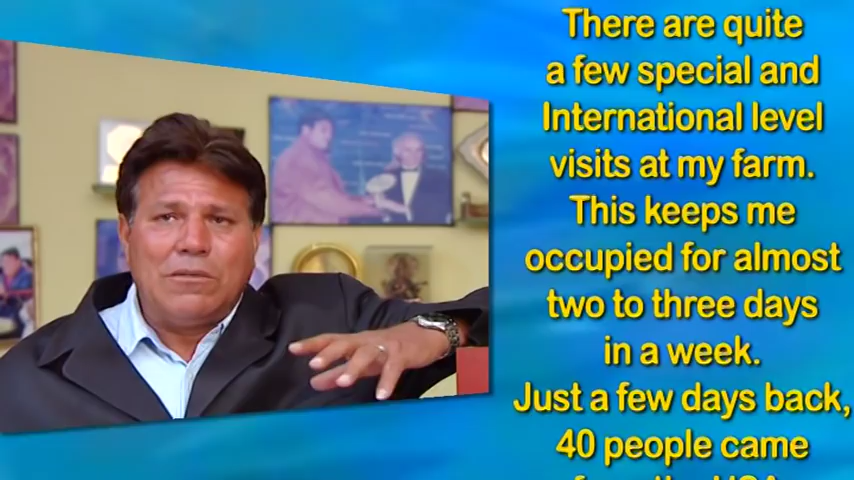 There are quite
a few special and
International level
visits at my farm.
This keeps me
occupied for almost
two to three days
in a week.
Just a few days back,
40 people came